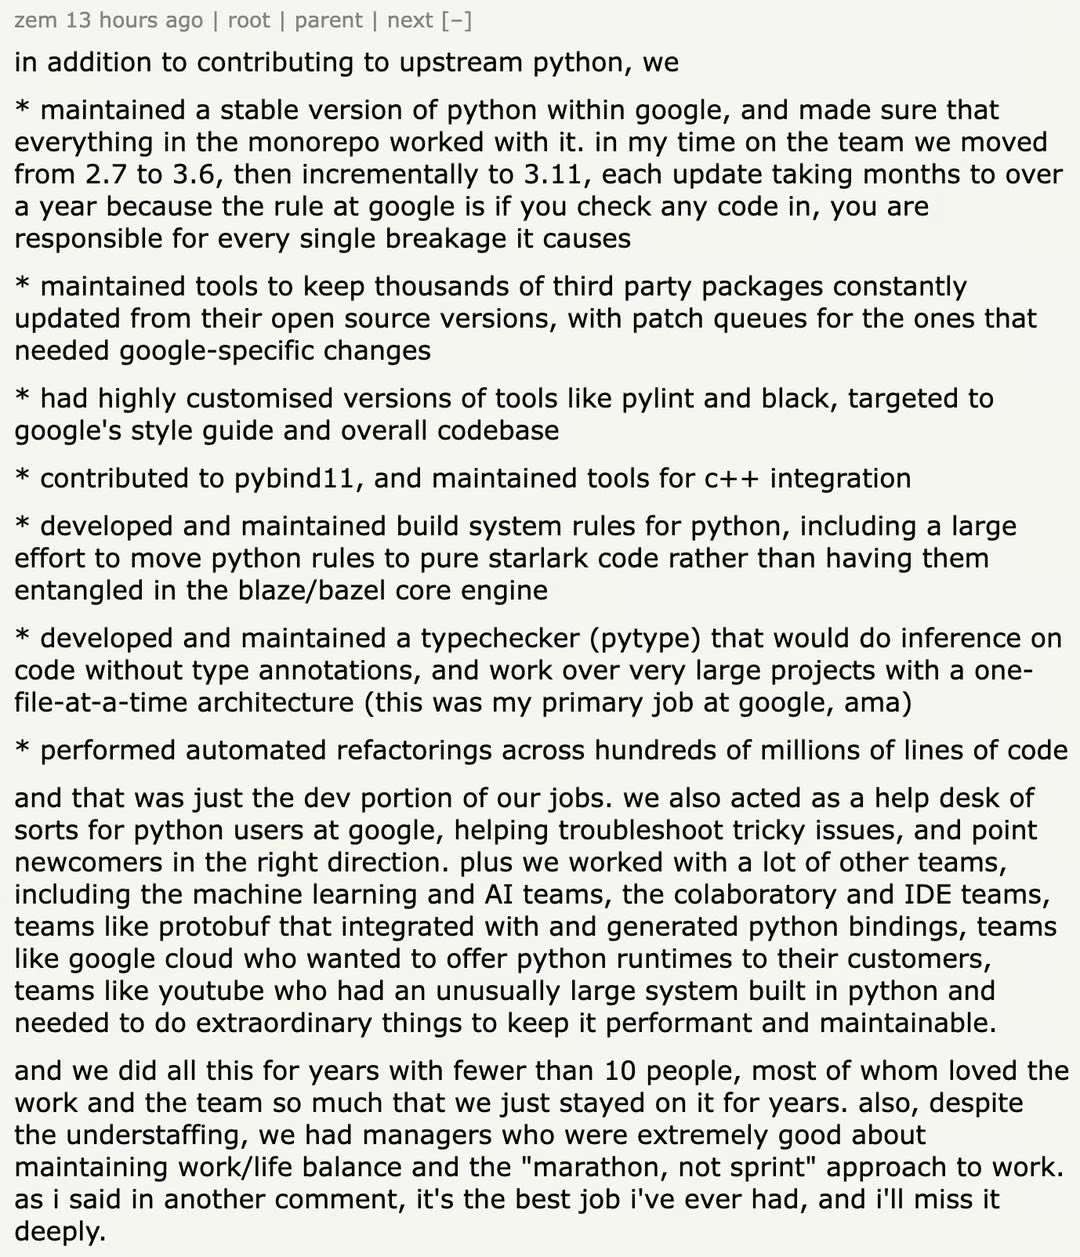 zem 13 hours ago | root | parent | next [–]
in addition to contributing to upstream python, we
* maintained a stable version of python within google, and made sure that
everything in the monorepo worked with it. in my time on the team we moved
from 2.7 to 3.6, then incrementally to 3.11, each update taking months to over
a year because the rule at google is if you check any code in, you are
responsible for every single breakage it causes
* maintained tools to keep thousands of third party packages constantly
updated from their open source versions, with patch queues for the ones that
needed google-specific changes
* had highly customised versions of tools like pylint and black, targeted to
google's style guide and overall codebase
* contributed to pybind11, and maintained tools for c++ integration
* developed and maintained build system rules for python, including a large
effort to move python rules to pure starlark code rather than having them
entangled in the blaze/bazel core engine
* developed and maintained a typechecker (pytype) that would do inference on
code without type annotations, and work over very large projects with a one-
file-at-a-time architecture (this was my primary job at google, ama)
* performed automated refactorings across hundreds of millions of lines of code
and that was just the dev portion of our jobs. we also acted as a help desk of
sorts for python users at google, helping troubleshoot tricky issues, and point
newcomers in the right direction. plus we worked with a lot of other teams,
including the machine learning and AI teams, the colaboratory and IDE teams,
teams like protobuf that integrated with and generated python bindings, teams
like google cloud who wanted to offer python runtimes to their customers,
teams like youtube who had an unusually large system built in python and
needed to do extraordinary things to keep it performant and maintainable.
and we did all this for years with fewer than 10 people, most of whom loved the
work and the team so much that we just stayed on it for years. also, despite
the understaffing, we had managers who were extremely good about
maintaining work/life balance and the "marathon, not sprint" approach to work.
as i said in another comment, it's the best job i've ever had, and i'll miss it
deeply.